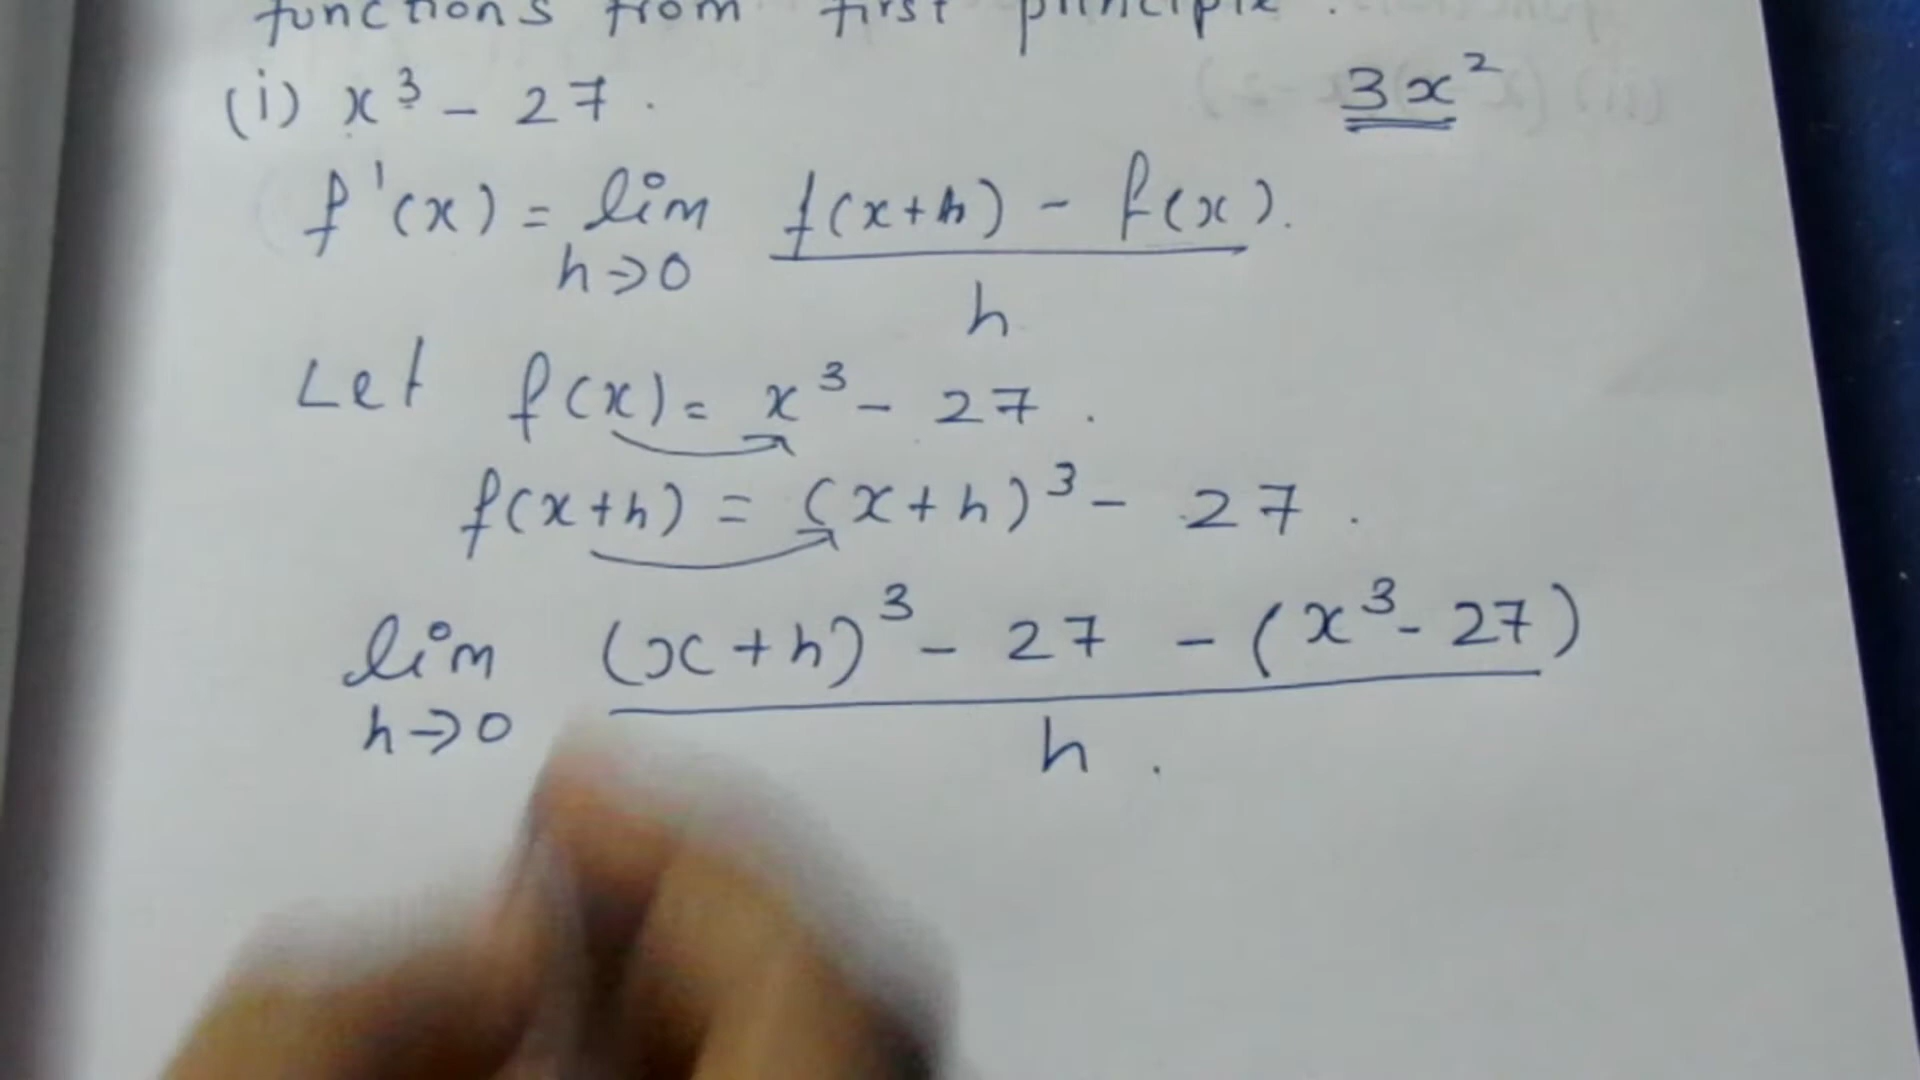 functions from first principle.
(i) x³ - 27. 3x²
f'(x) = lim f(x+h) - f(x).
h→0 h
Let f(x) = x³ - 27.
f(x+h) = (x+h)³ - 27.
lim (x+h)³ - 27 - (x³ - 27)
h→0 h.